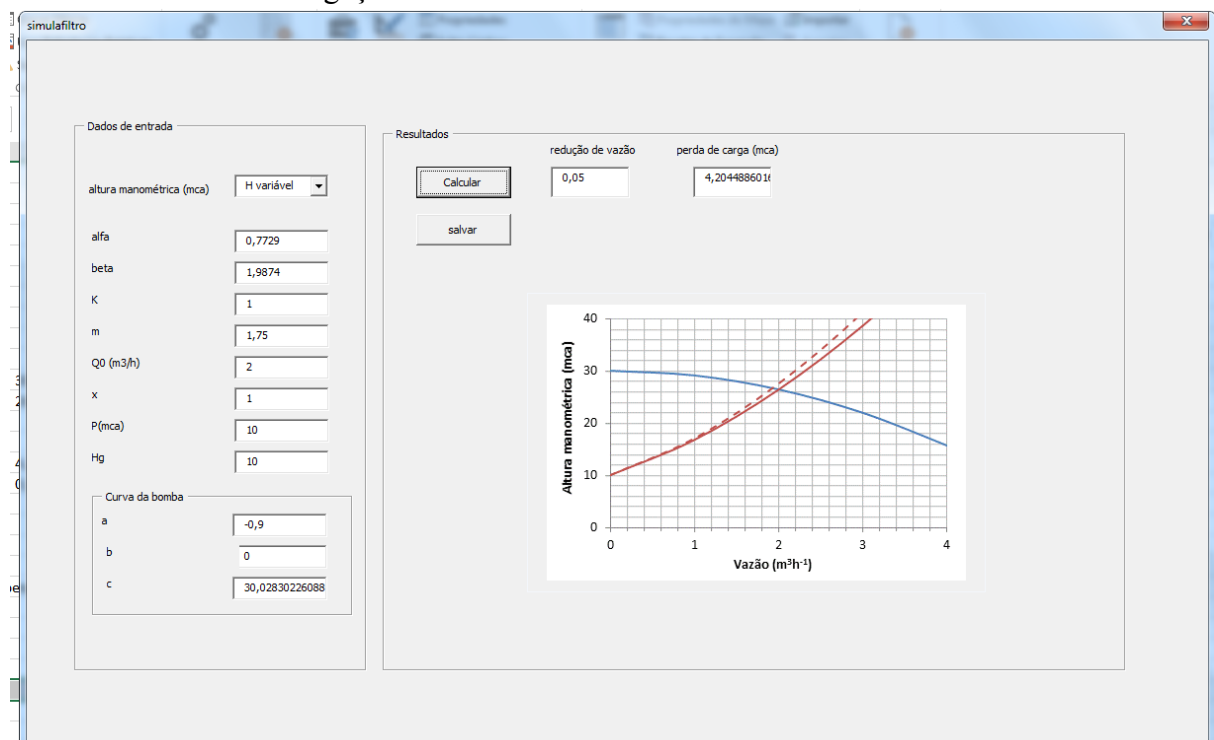 simulafiltro
Dados de entrada
altura manométrica (mca) H variável
alfa 0,7729
beta 1,9874
K 1
m 1,75
Q0 (m3/h) 2
x 1
P(mca) 10
Hg 10
Curva da bomba
a -0,9
b 0
c 30,02830226088
Resultados
redução de vazão perda de carga (mca)
Calcular 0,05 4,204488601
salvar
Altura manométrica (mca)
40
30
20
10
0
0 1 2 3 4
Vazão (m³h⁻¹)